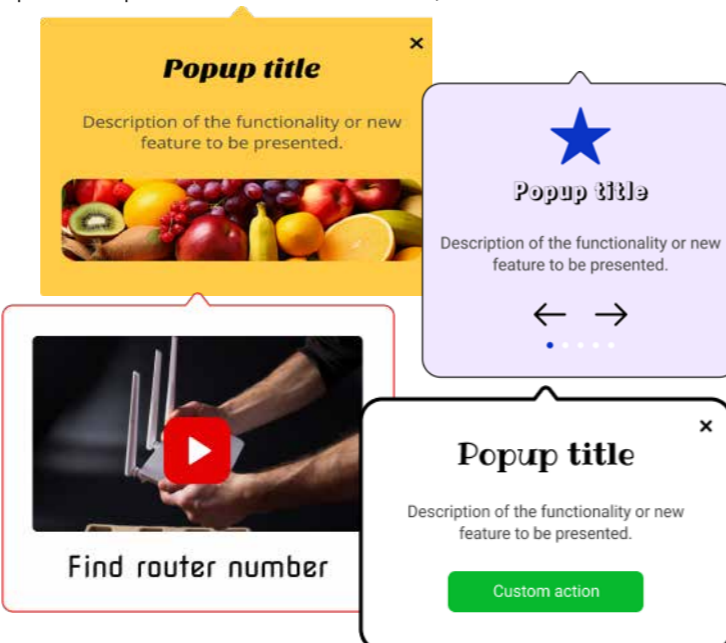 Popup title
Description of the functionality or new
feature to be presented.
Popup title
Description of the functionality or new
feature to be presented.
Find router number
Popup title
Description of the functionality or new
feature to be presented.
Custom action